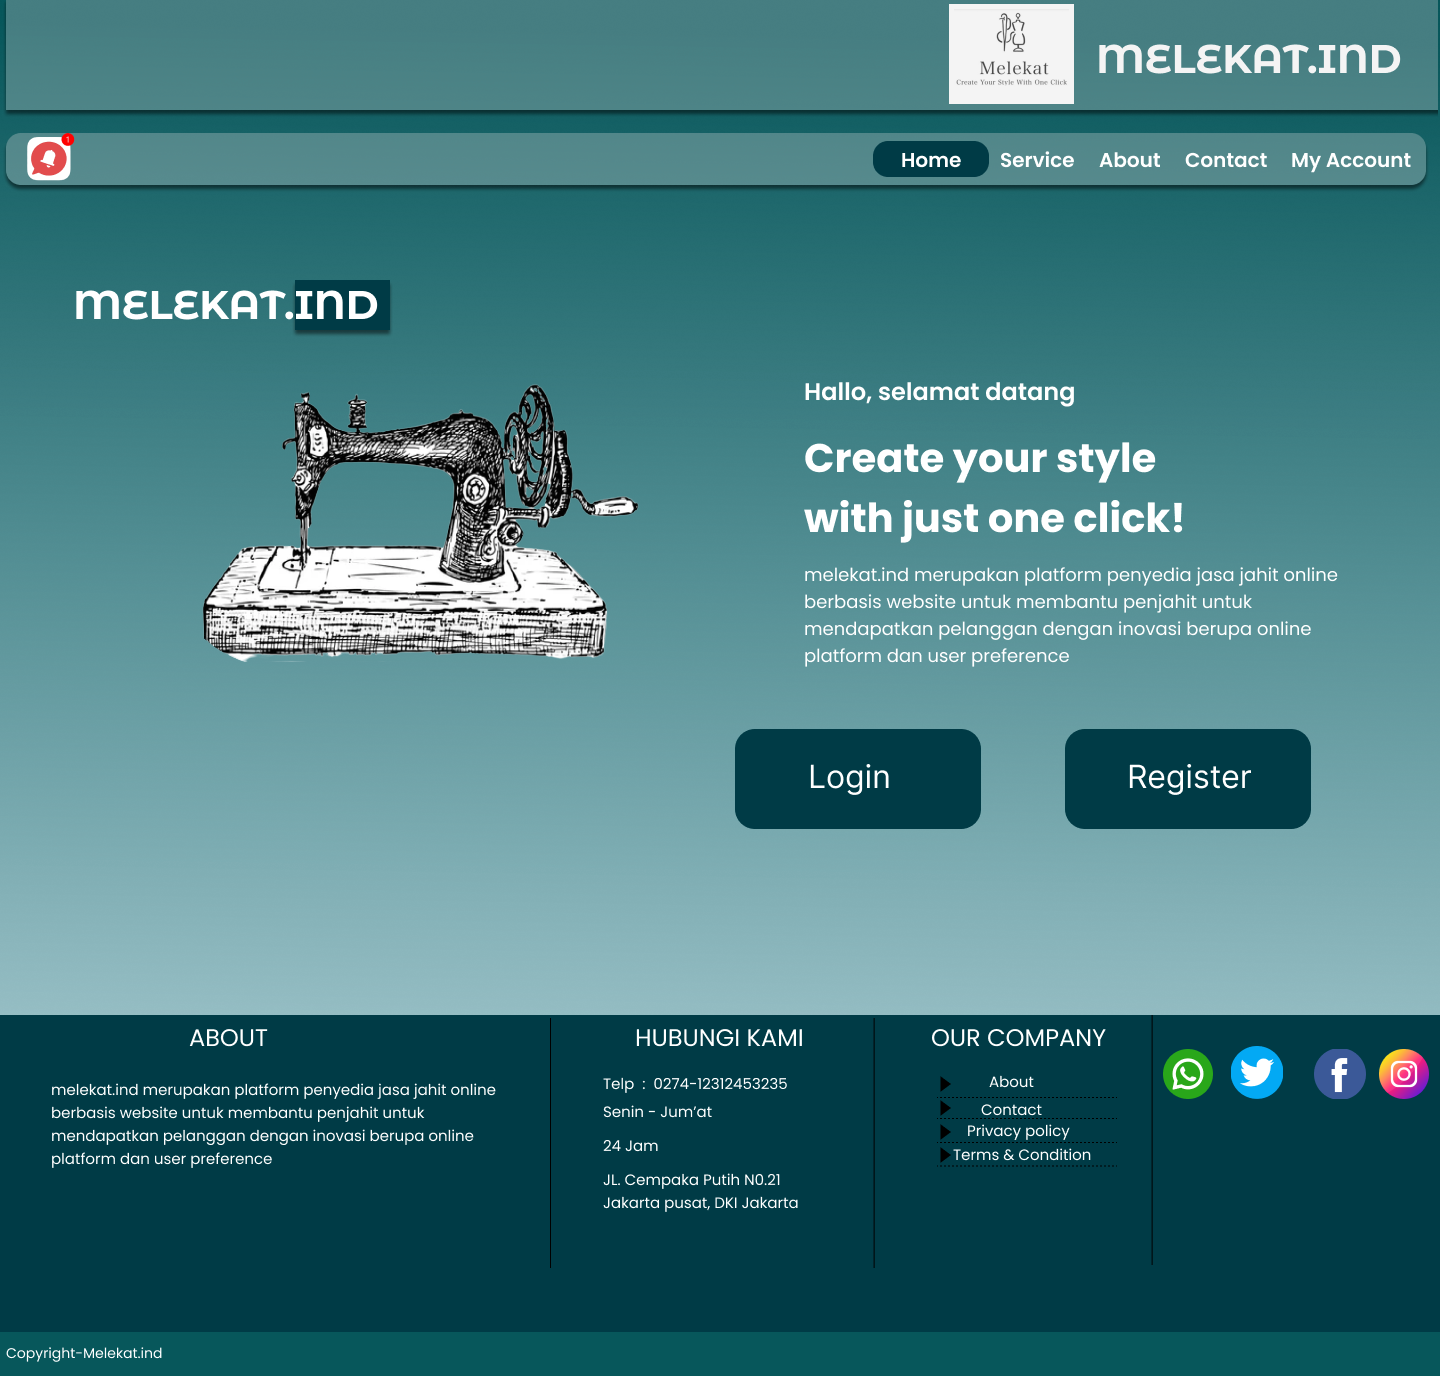 Melekat
Create Your Style With One Click
MELEKAT.IND
1
Home Service About Contact My Account
MELEKAT.IND
Hallo, selamat datang
Create your style
with just one click!
melekat.ind merupakan platform penyedia jasa jahit online
berbasis website untuk membantu penjahit untuk
mendapatkan pelanggan dengan inovasi berupa online
platform dan user preference
Login
Register
ABOUT
melekat.ind merupakan platform penyedia jasa jahit online
berbasis website untuk membantu penjahit untuk
mendapatkan pelanggan dengan inovasi berupa online
platform dan user preference
HUBUNGI KAMI
Telp : 0274-12312453235
Senin - Jum’at
24 Jam
JL. Cempaka Putih N0.21
Jakarta pusat, DKI Jakarta
OUR COMPANY
About
Contact
Privacy policy
Terms & Condition
Copyright-Melekat.ind